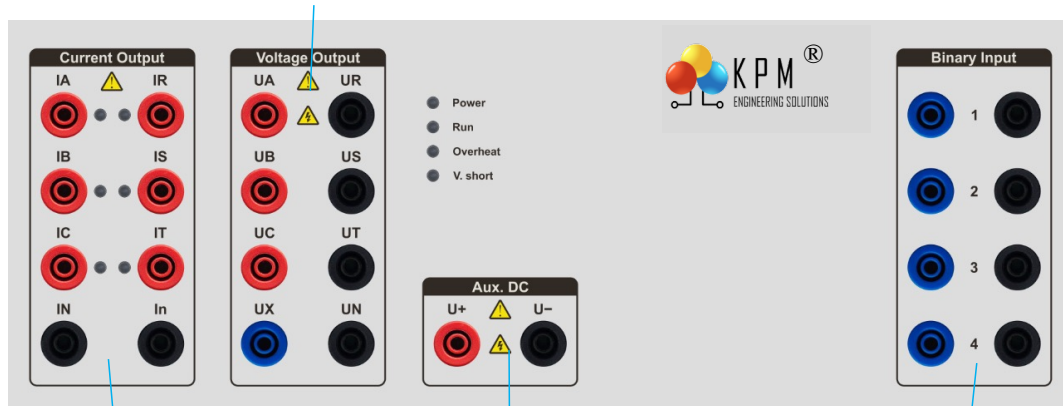 Current Output
IA IR
IB IS
IC IT
IN In
Voltage Output
UA UR
UB US
UC UT
UX UN
Power
Run
Overheat
V. short
Aux. DC
U+ U−
KPM®
ENGINEERING SOLUTIONS
Binary Input
1
2
3
4